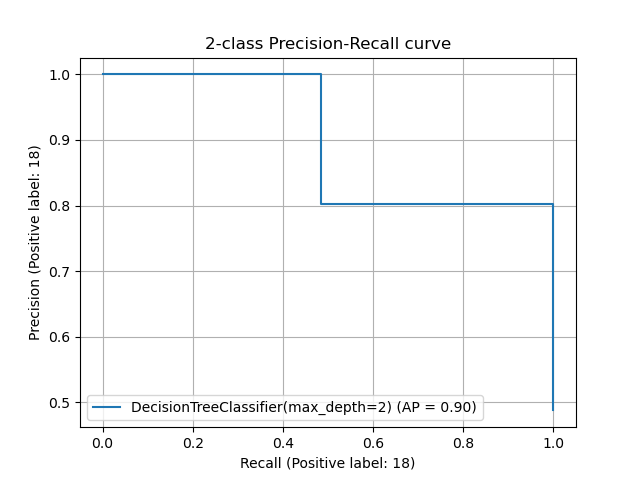 2-class Precision-Recall curve
Precision (Positive label: 18)
1.0
0.9
0.8
0.7
0.6
0.5
DecisionTreeClassifier(max_depth=2) (AP = 0.90)
0.0 0.2 0.4 0.6 0.8 1.0
Recall (Positive label: 18)